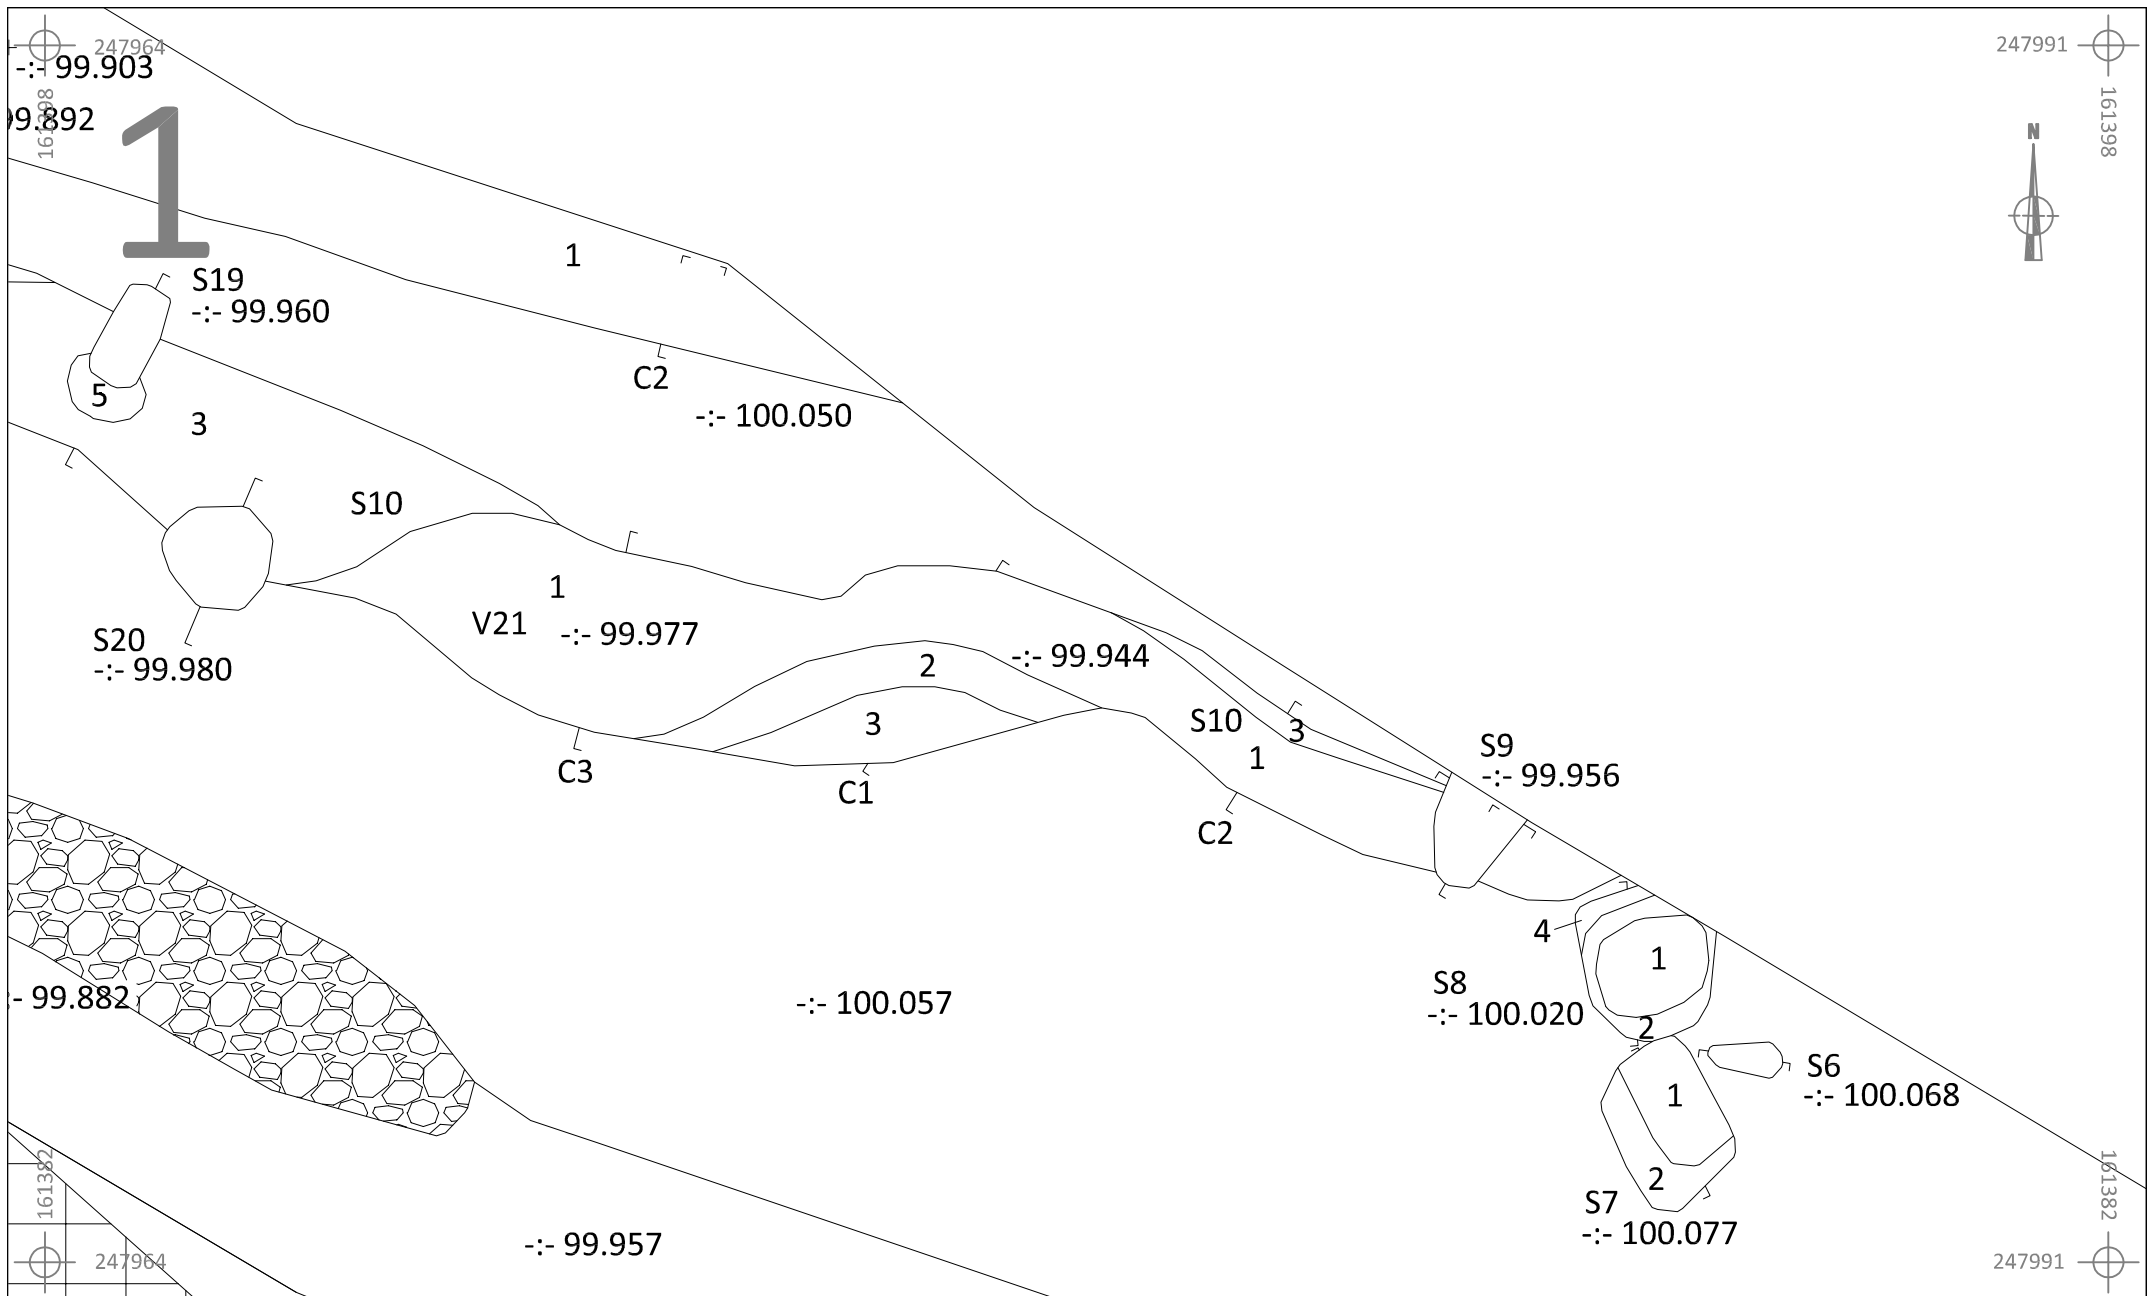 247964
247991
-:- 99.903
99.892
161398
161398
N
1
1
S19
-:- 99.960
C2
5
-:- 100.050
3
S10
1
V21
-:- 99.977
S20
-:- 99.980
2
-:- 99.944
3
S10
3
1
S9
-:- 99.956
C3
C1
C2
4
1
S8
-:- 100.020
2
:- 99.882
-:- 100.057
S6
-:- 100.068
1
2
S7
-:- 100.077
161382
161382
-:- 99.957
247964
247991